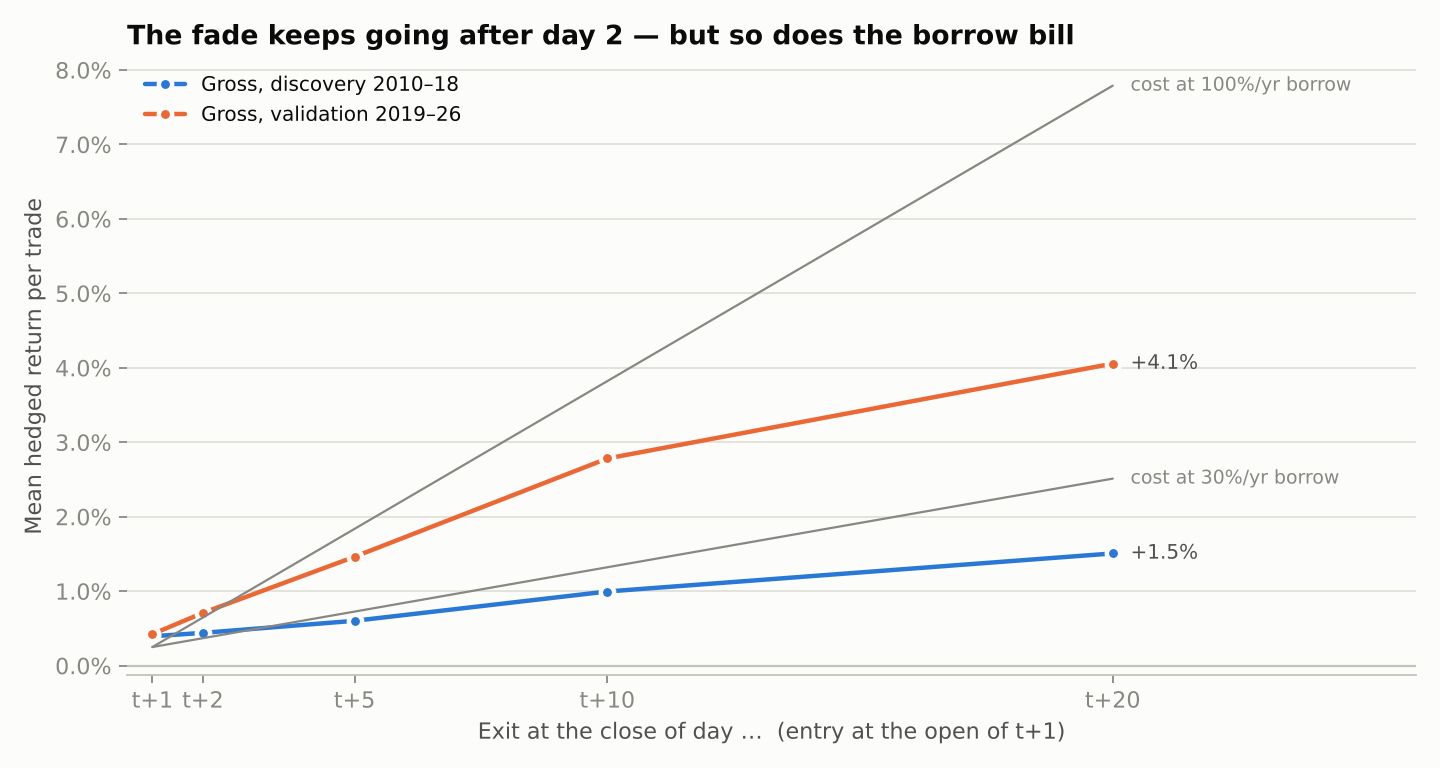 The fade keeps going after day 2 — but so does the borrow bill
8.0%
7.0%
6.0%
5.0%
4.0%
3.0%
2.0%
1.0%
0.0%
Mean hedged return per trade
Gross, discovery 2010–18
Gross, validation 2019–26
cost at 100%/yr borrow
+4.1%
cost at 30%/yr borrow
+1.5%
t+1 t+2 t+5 t+10 t+20
Exit at the close of day … (entry at the open of t+1)